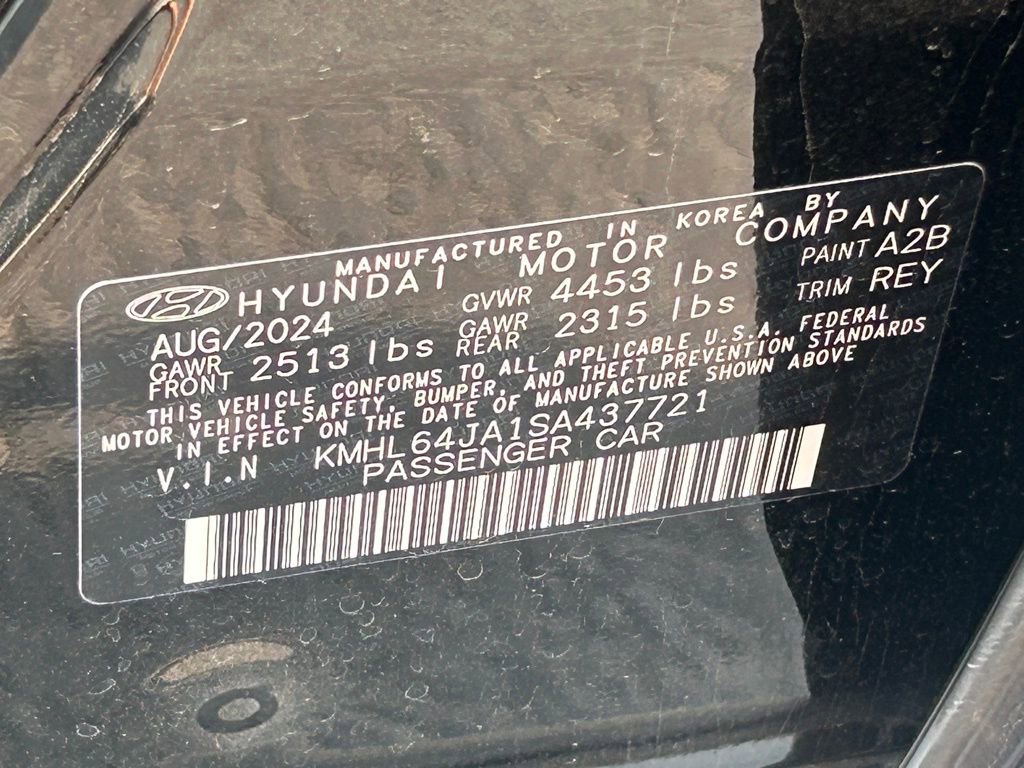 MANUFACTURED IN KOREA BY
HYUNDAI MOTOR COMPANY
AUG/2024 GVWR 4453 lbs PAINT A2B
GAWR FRONT 2513 lbs GAWR REAR 2315 lbs TRIM REY
THIS VEHICLE CONFORMS TO ALL APPLICABLE U.S.A. FEDERAL
MOTOR VEHICLE SAFETY, BUMPER, AND THEFT PREVENTION STANDARDS
IN EFFECT ON THE DATE OF MANUFACTURE SHOWN ABOVE
V.I.N KMHL64JA1SA437721
PASSENGER CAR